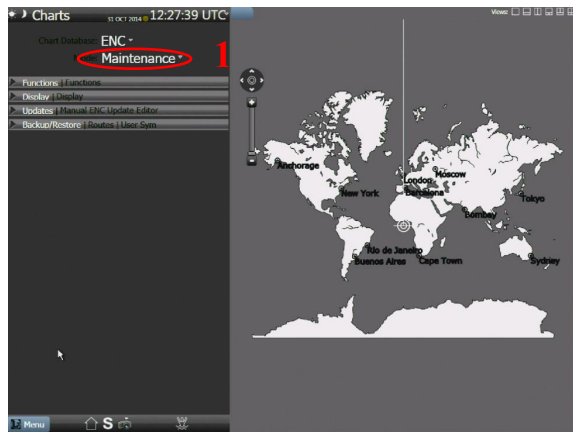 Charts 31 OCT 2014 12:27:39 UTC
Views:
Chart Database: ENC
Mode: Maintenance 1
Functions | Functions
Display | Display
Updates | Manual ENC Update Editor
Backup/Restore | Routes | User Sym
Anchorage
Moscow
London
New York
Barcelona
Tokyo
Bombay
Rio de Janeiro
Buenos Aires
Cape Town
Sydney
Menu
S